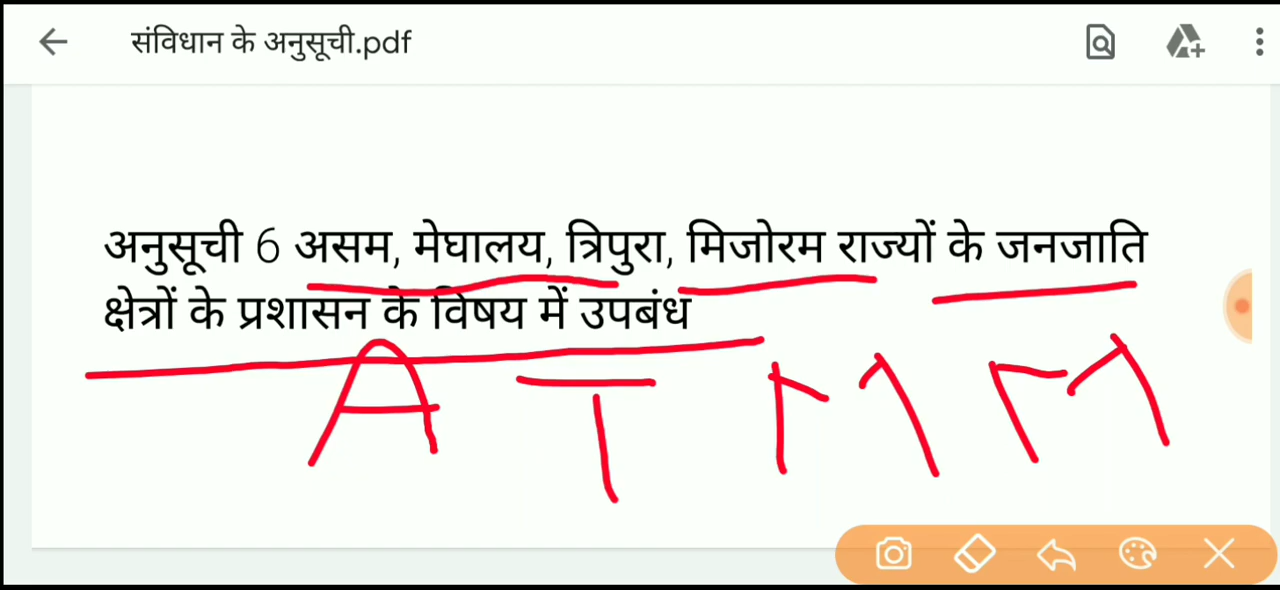 संविधान के अनुसूची.pdf
अनुसूची 6 असम, मेघालय, त्रिपुरा, मिजोरम राज्यों के जनजाति
क्षेत्रों के प्रशासन के विषय में उपबंध
A T M M